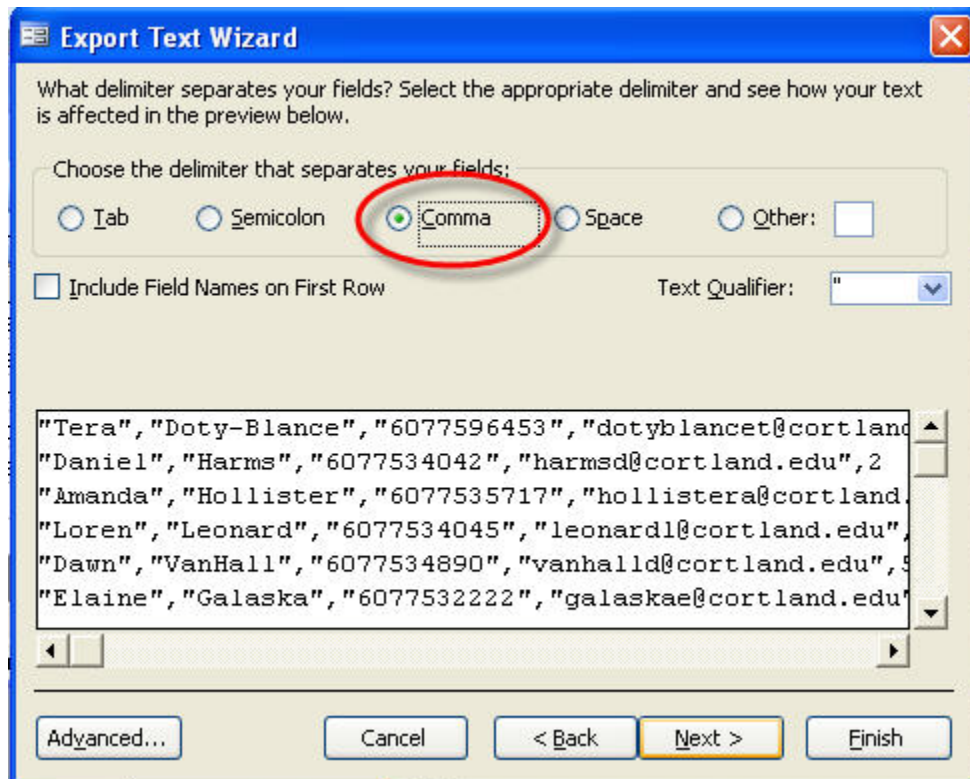 Export Text Wizard
What delimiter separates your fields? Select the appropriate delimiter and see how your text
is affected in the preview below.
Choose the delimiter that separates your fields:
Tab Semicolon Comma Space Other:
Include Field Names on First Row Text Qualifier: "
"Tera","Doty-Blance","6077596453","dotyblancet@cortland
"Daniel","Harms","6077534042","harmsd@cortland.edu",2
"Amanda","Hollister","6077535717","hollistera@cortland.
"Loren","Leonard","6077534045","leonardl@cortland.edu",
"Dawn","VanHall","6077534890","vanhalld@cortland.edu",5
"Elaine","Galaska","6077532222","galaskae@cortland.edu"
Advanced... Cancel < Back Next > Finish